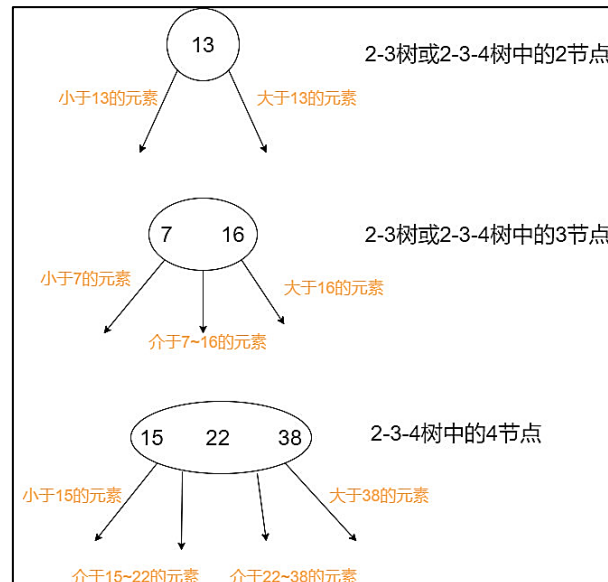 13
2-3树或2-3-4树中的2节点
小于13的元素
大于13的元素
7 16
2-3树或2-3-4树中的3节点
小于7的元素
大于16的元素
介于7~16的元素
15 22 38
2-3-4树中的4节点
小于15的元素
大于38的元素
介于15~22的元素
介于22~38的元素